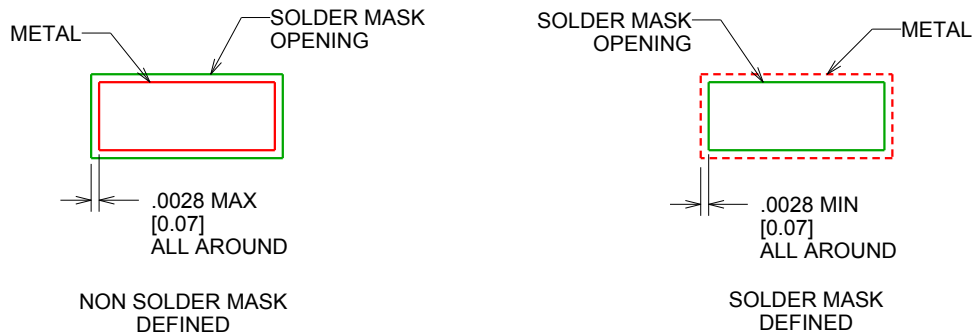 METAL
SOLDER MASK
OPENING
.0028 MAX
[0.07]
ALL AROUND
NON SOLDER MASK
DEFINED
SOLDER MASK
OPENING
METAL
.0028 MIN
[0.07]
ALL AROUND
SOLDER MASK
DEFINED